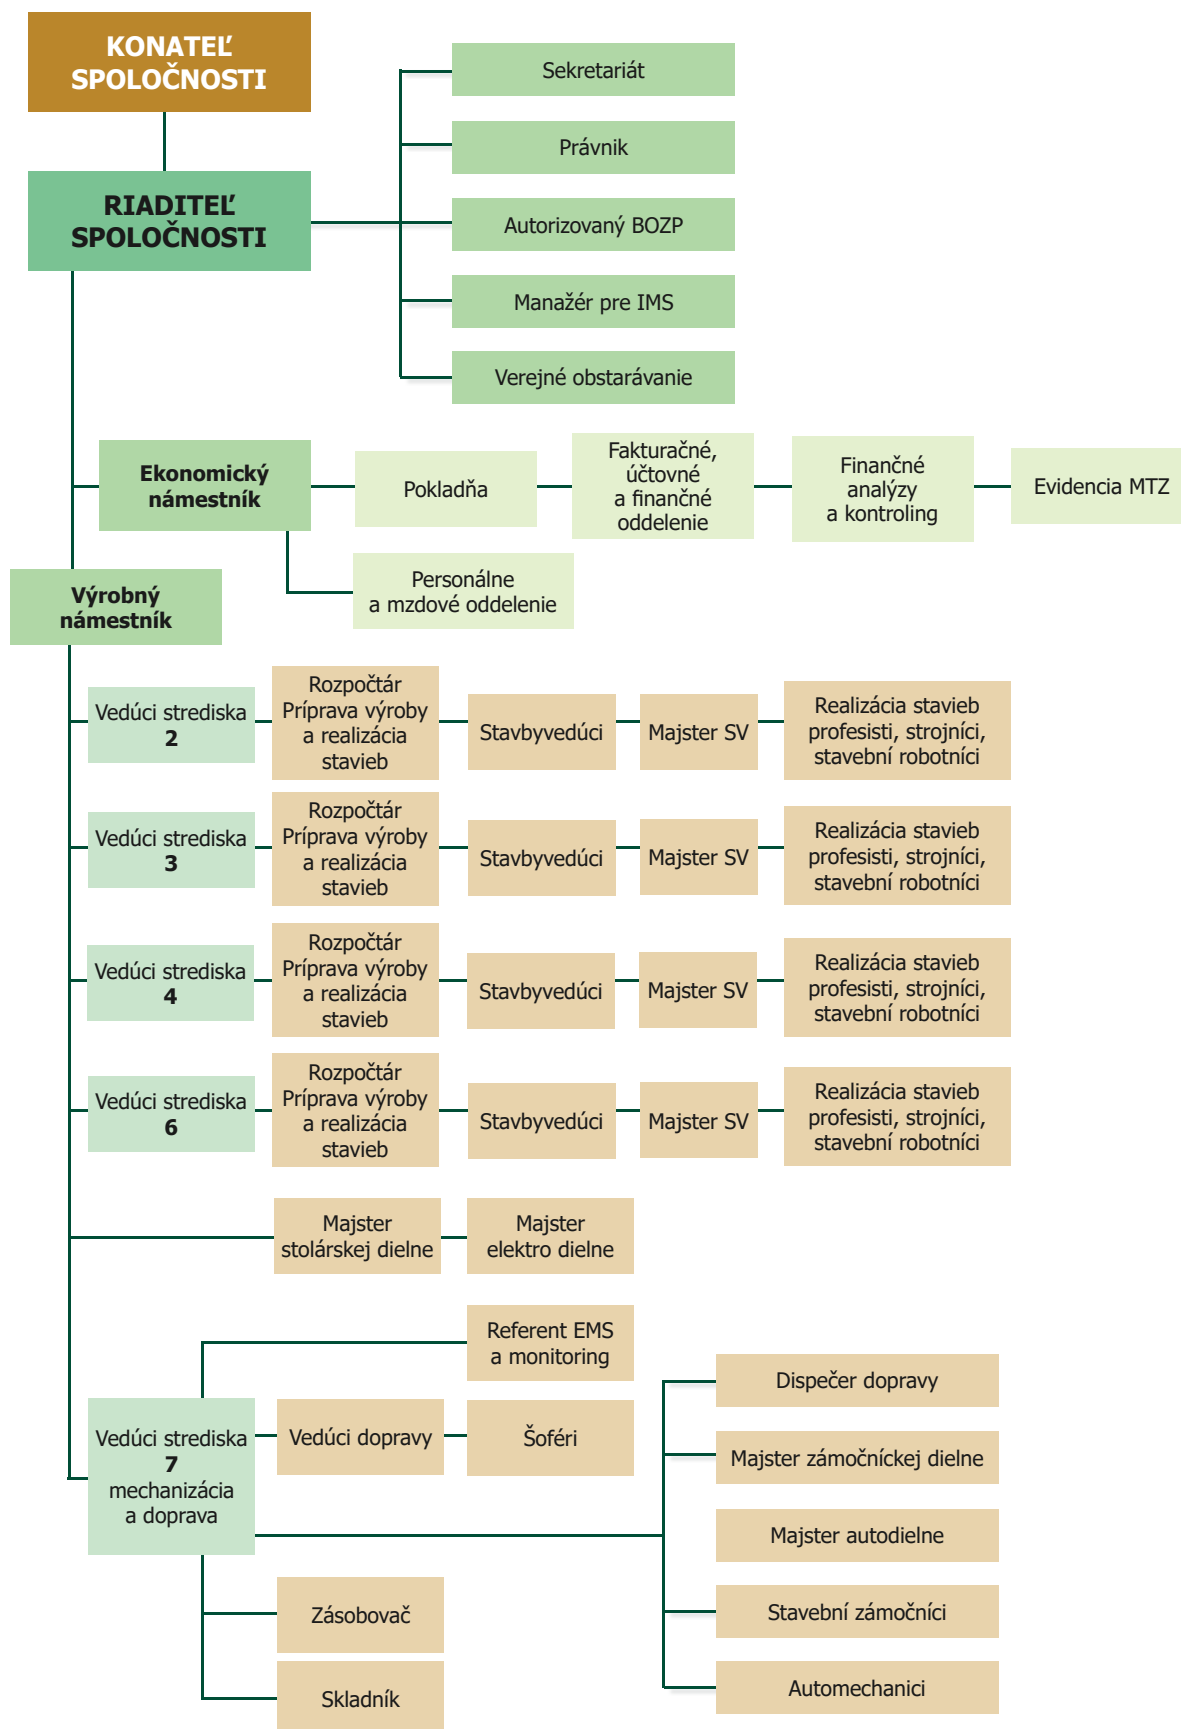 KONATEĽ
SPOLOČNOSTI
RIADITEĽ
SPOLOČNOSTI
Sekretariát
Právnik
Autorizovaný BOZP
Manažér pre IMS
Verejné obstarávanie
Ekonomický
námestník
Pokladňa
Fakturačné,
účtovné
a finančné
oddelenie
Finančné
analýzy
a kontroling
Evidencia MTZ
Personálne
a mzdové oddelenie
Výrobný
námestník
Vedúci strediska
2
Rozpočtár
Príprava výroby
a realizácia
stavieb
Stavbyvedúci
Majster SV
Realizácia stavieb
profesisti, strojníci,
stavební robotníci
Vedúci strediska
3
Rozpočtár
Príprava výroby
a realizácia
stavieb
Stavbyvedúci
Majster SV
Realizácia stavieb
profesisti, strojníci,
stavební robotníci
Vedúci strediska
4
Rozpočtár
Príprava výroby
a realizácia
stavieb
Stavbyvedúci
Majster SV
Realizácia stavieb
profesisti, strojníci,
stavební robotníci
Vedúci strediska
6
Rozpočtár
Príprava výroby
a realizácia
stavieb
Stavbyvedúci
Majster SV
Realizácia stavieb
profesisti, strojníci,
stavební robotníci
Majster
stolárskej dielne
Majster
elektro dielne
Referent EMS
a monitoring
Vedúci strediska
7
mechanizácia
a doprava
Vedúci dopravy
Šoféri
Dispečer dopravy
Majster zámočníckej dielne
Majster autodielne
Stavební zámočníci
Automechanici
Zásobovač
Skladník